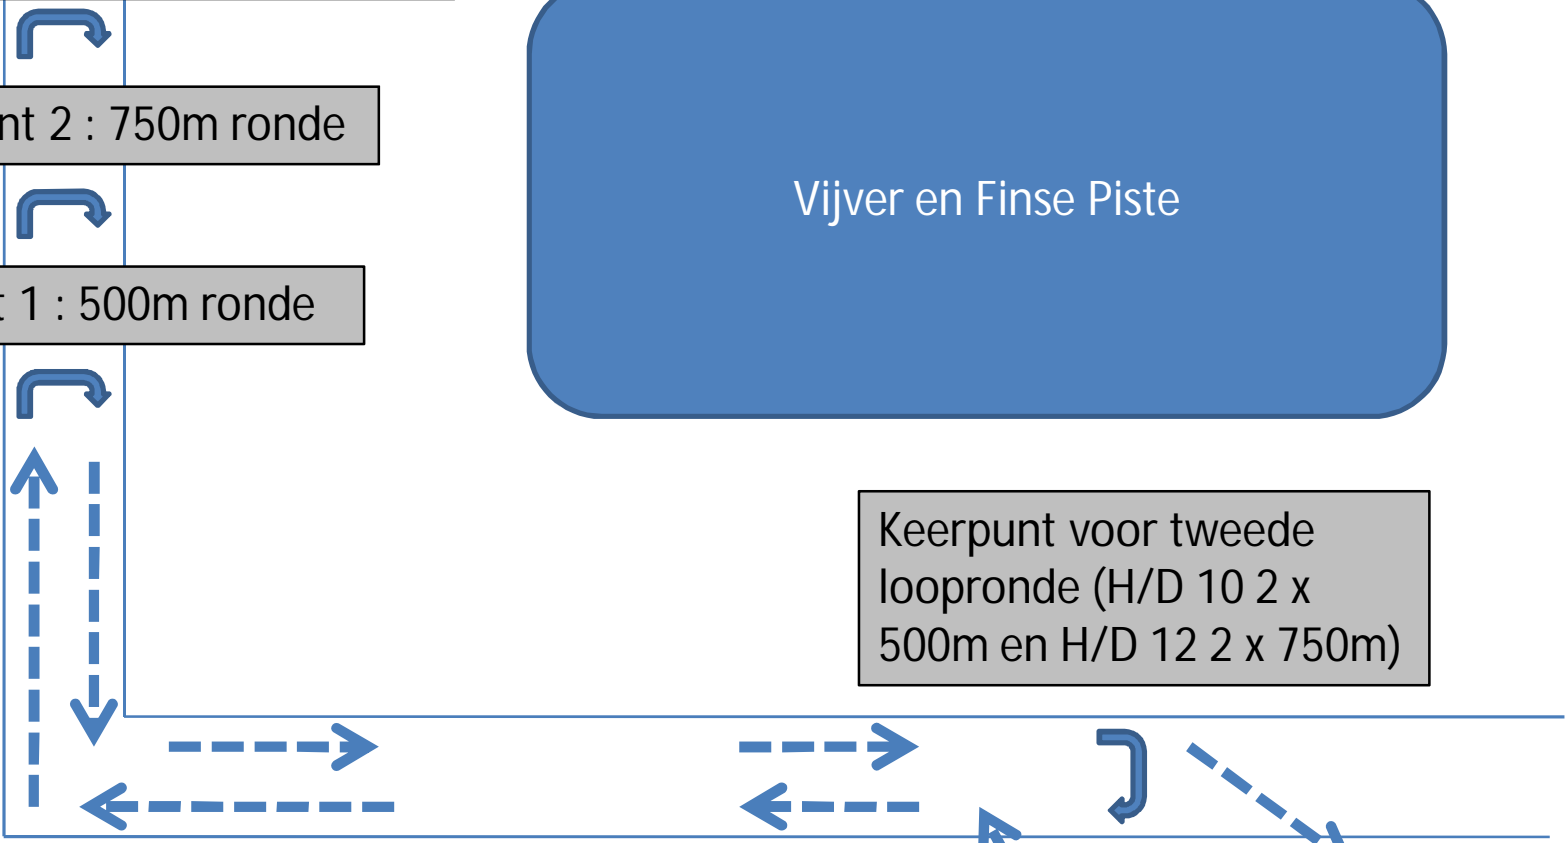 2 : 750m ronde
Vijver en Finse Piste
1 : 500m ronde
Keerpunt voor tweede
loopronde (H/D 10 2 x
500m en H/D 12 2 x 750m)